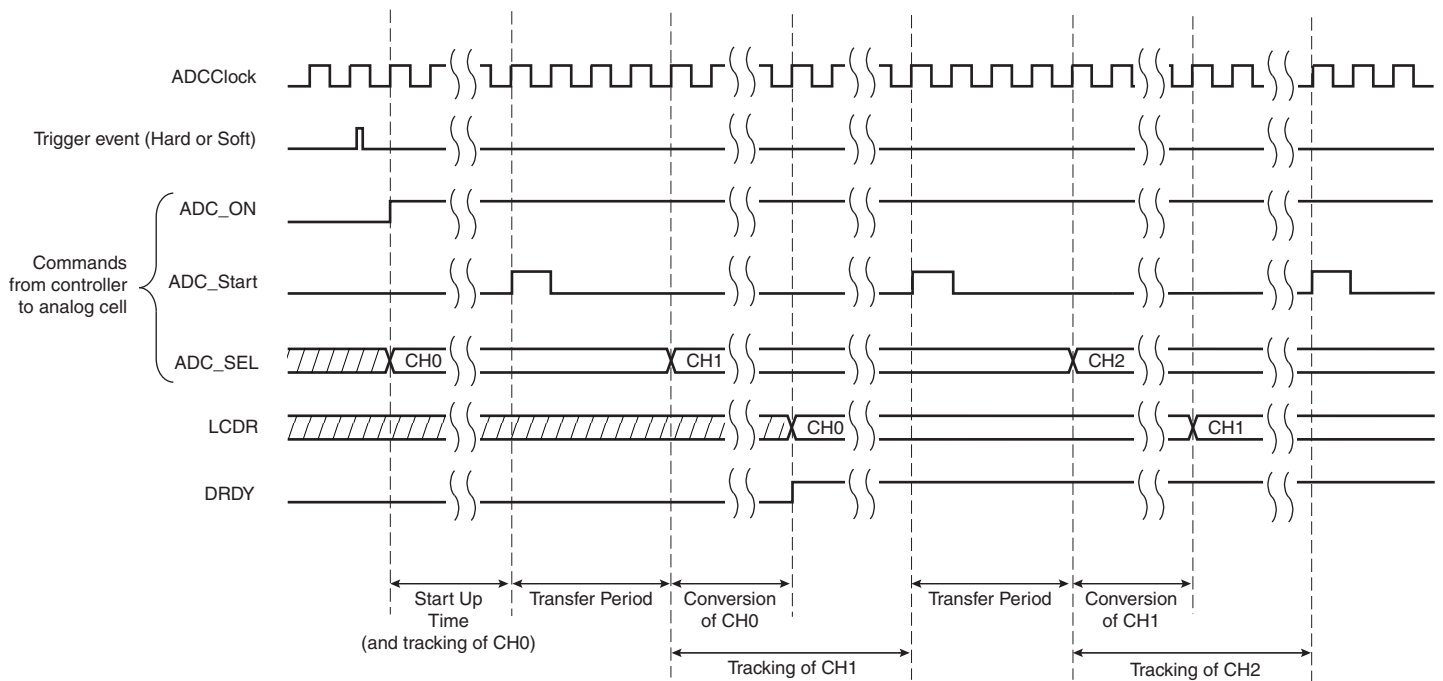 ADCClock
Trigger event (Hard or Soft)
ADC_ON
Commands
from controller
to analog cell
ADC_Start
ADC_SEL
CH0
CH1
CH2
LCDR
CH0
CH1
DRDY
Start Up
Time
(and tracking of CH0)
Transfer Period
Conversion
of CH0
Transfer Period
Conversion
of CH1
Tracking of CH1
Tracking of CH2